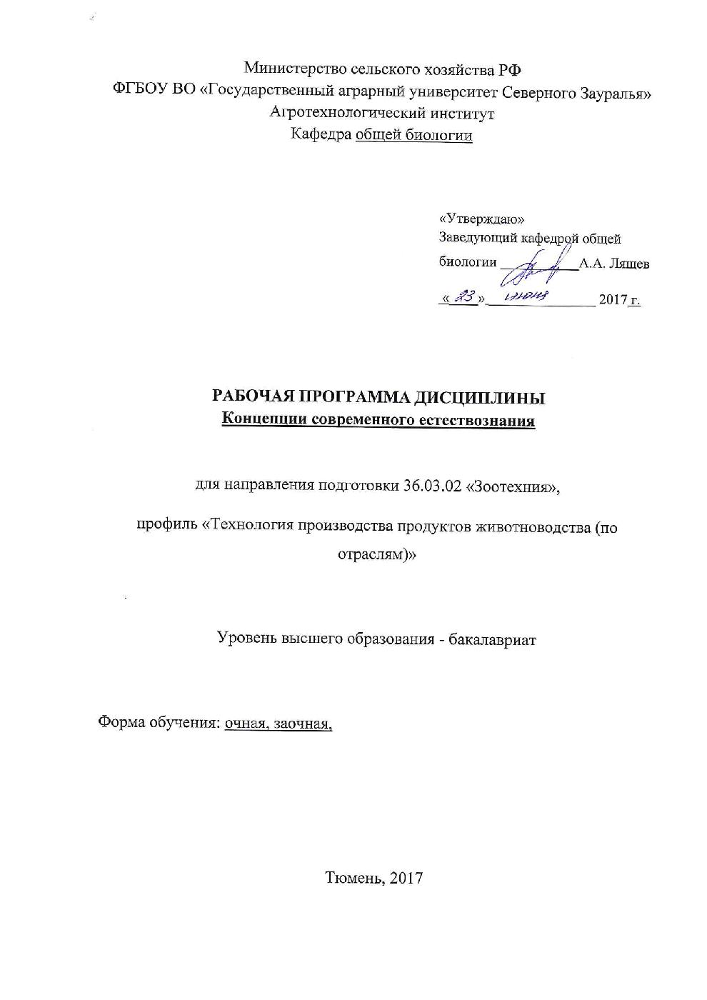 Министерство сельского хозяйства РФ
ФГБОУ ВО «Государственный аграрный университет Северного Зауралья»
Агротехнологический институт
Кафедра общей биологии
«Утверждаю»
Заведующий кафедрой общей
биологии ____________А.А. Лящев
«23» июня 2017 г.
РАБОЧАЯ ПРОГРАММА ДИСЦИПЛИНЫ
Концепции современного естествознания
для направления подготовки 36.03.02 «Зоотехния»,
профиль «Технология производства продуктов животноводства (по
отраслям)»
Уровень высшего образования - бакалавриат
Форма обучения: очная, заочная,
Тюмень, 2017